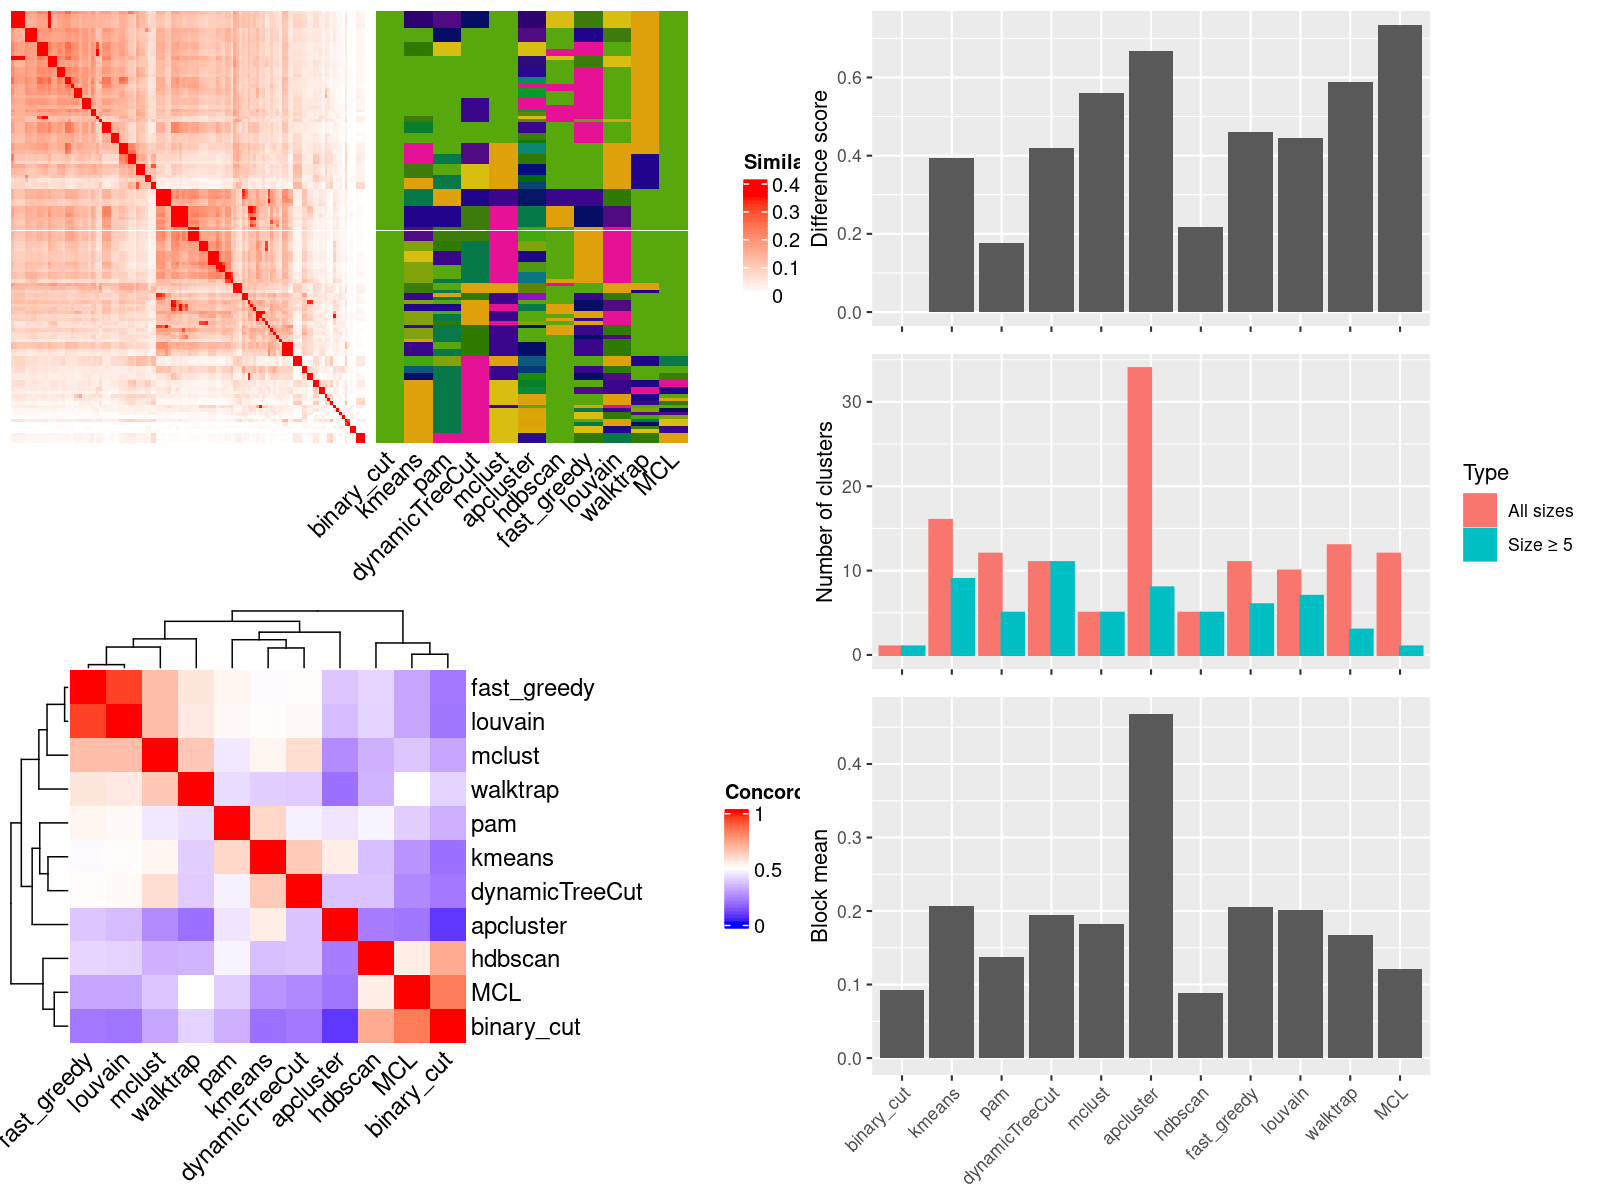 Simila
0.4
0.3
0.2
0.1
0
binary_cut
kmeans
pam
dynamicTreeCut
mclust
apcluster
hdbscan
fast_greedy
louvain
walktrap
MCL
fast_greedy
louvain
mclust
walktrap
pam
kmeans
dynamicTreeCut
apcluster
hdbscan
MCL
binary_cut
fast_greedy
louvain
mclust
walktrap
pam
kmeans
dynamicTreeCut
apcluster
hdbscan
MCL
binary_cut
Concord
1
0.5
0
Difference score
0.6
0.4
0.2
0.0
Number of clusters
30
20
10
0
Type
All sizes
Size ≥ 5
Block mean
0.4
0.3
0.2
0.1
0.0
binary_cut
kmeans
pam
dynamicTreeCut
mclust
apcluster
hdbscan
fast_greedy
louvain
walktrap
MCL